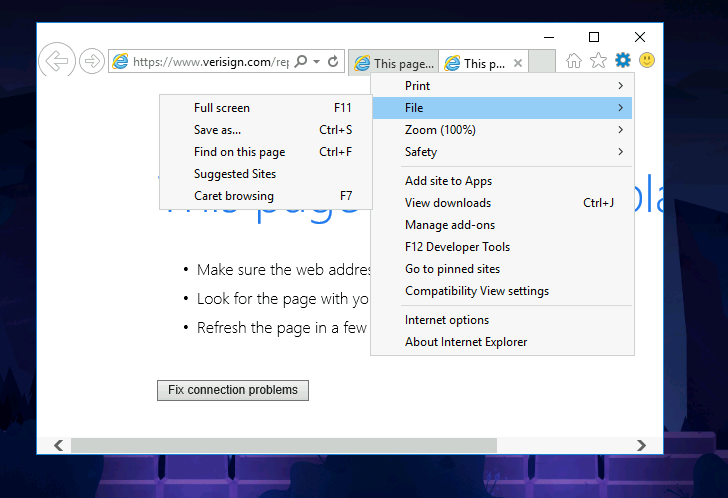 https://www.verisign.com/rep
This page...
This p...
Print
File
Zoom (100%)
Safety
Add site to Apps
View downloads Ctrl+J
Manage add-ons
F12 Developer Tools
Go to pinned sites
Compatibility View settings
Internet options
About Internet Explorer
Full screen F11
Save as... Ctrl+S
Find on this page Ctrl+F
Suggested Sites
Caret browsing F7
This page
Make sure the web addres
Look for the page with yo
Refresh the page in a few
Fix connection problems